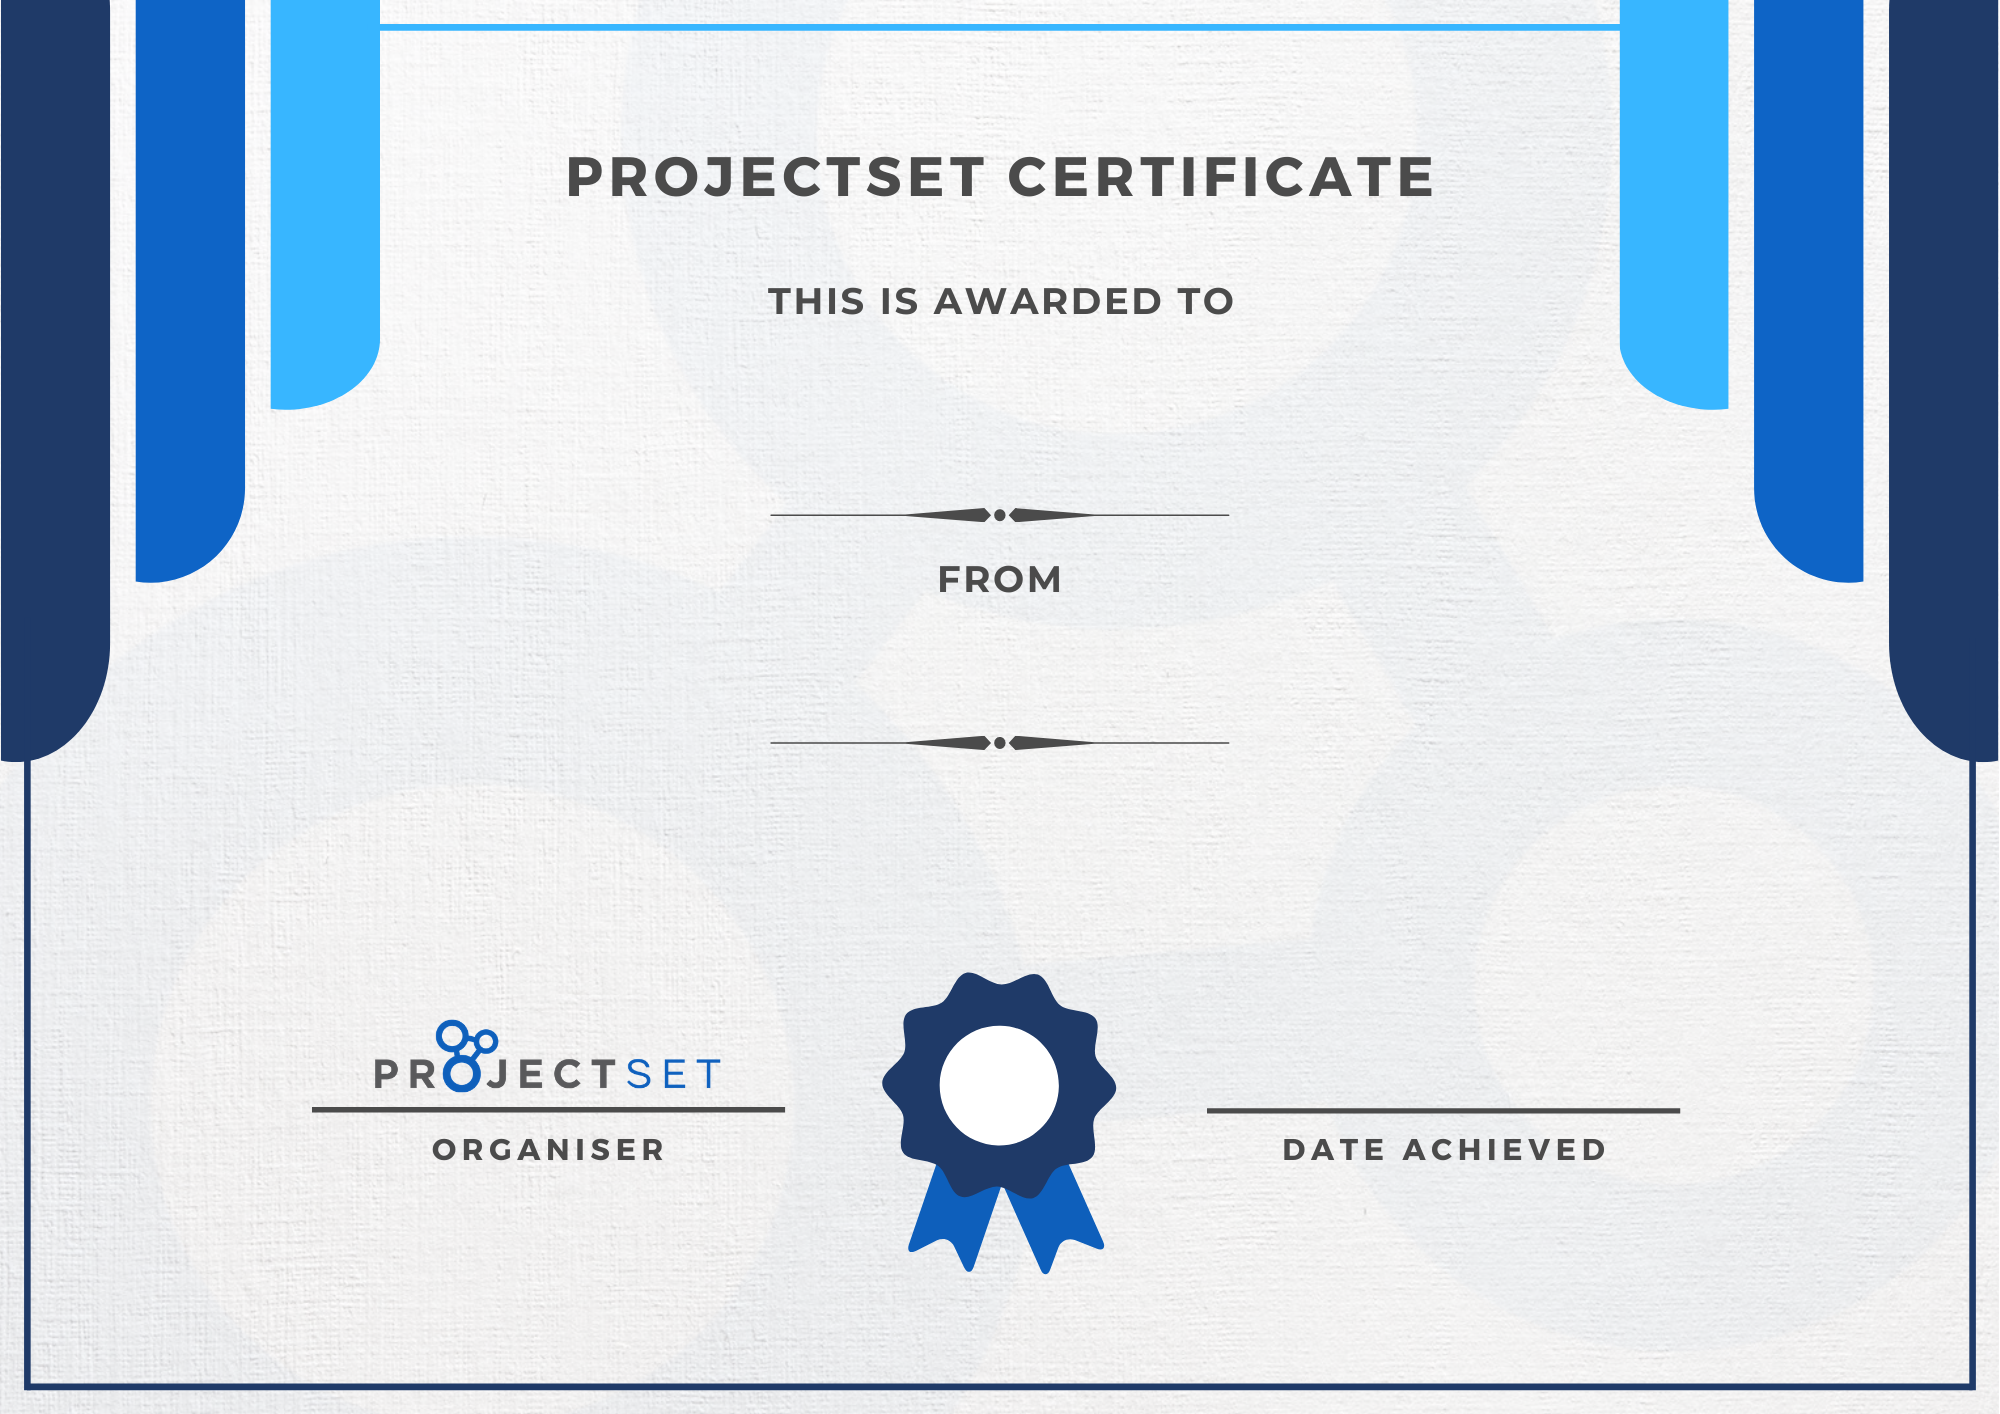 PROJECTSET CERTIFICATE
THIS IS AWARDED TO
FROM
PROJECTSET
ORGANISER
DATE ACHIEVED